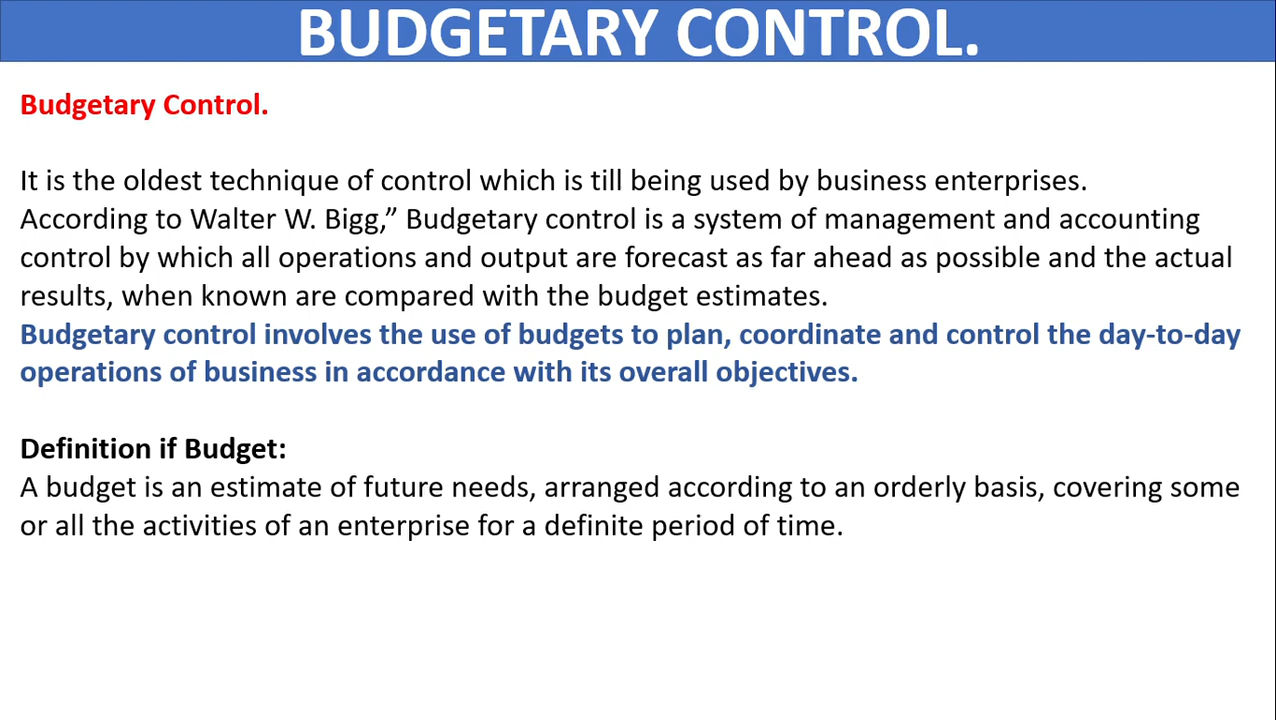 BUDGETARY CONTROL.
Budgetary Control.
It is the oldest technique of control which is till being used by business enterprises.
According to Walter W. Bigg,” Budgetary control is a system of management and accounting
control by which all operations and output are forecast as far ahead as possible and the actual
results, when known are compared with the budget estimates.
Budgetary control involves the use of budgets to plan, coordinate and control the day-to-day
operations of business in accordance with its overall objectives.
Definition if Budget:
A budget is an estimate of future needs, arranged according to an orderly basis, covering some
or all the activities of an enterprise for a definite period of time.